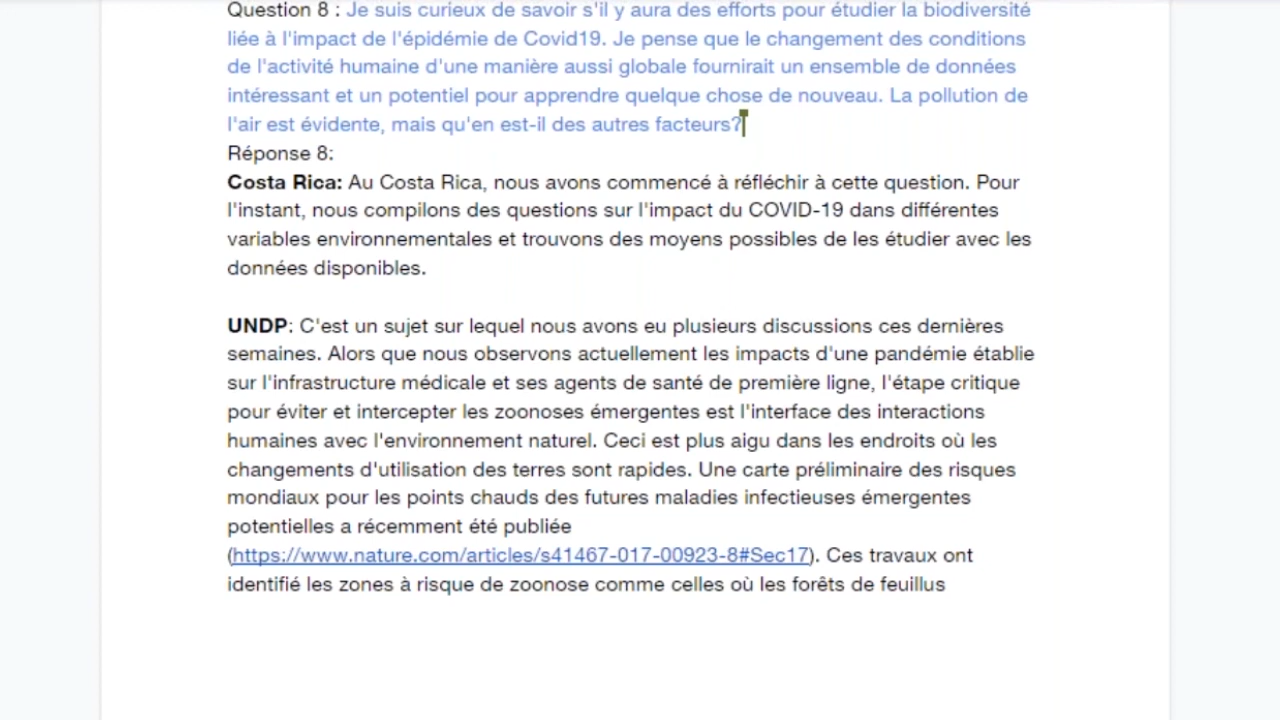 Question 8 : Je suis curieux de savoir s'il y aura des efforts pour étudier la biodiversité
liée à l'impact de l'épidémie de Covid19. Je pense que le changement des conditions
de l'activité humaine d'une manière aussi globale fournirait un ensemble de données
intéressant et un potentiel pour apprendre quelque chose de nouveau. La pollution de
l'air est évidente, mais qu'en est-il des autres facteurs?
Réponse 8:
Costa Rica: Au Costa Rica, nous avons commencé à réfléchir à cette question. Pour
l'instant, nous compilons des questions sur l'impact du COVID-19 dans différentes
variables environnementales et trouvons des moyens possibles de les étudier avec les
données disponibles.
UNDP: C'est un sujet sur lequel nous avons eu plusieurs discussions ces dernières
semaines. Alors que nous observons actuellement les impacts d'une pandémie établie
sur l'infrastructure médicale et ses agents de santé de première ligne, l'étape critique
pour éviter et intercepter les zoonoses émergentes est l'interface des interactions
humaines avec l'environnement naturel. Ceci est plus aigu dans les endroits où les
changements d'utilisation des terres sont rapides. Une carte préliminaire des risques
mondiaux pour les points chauds des futures maladies infectieuses émergentes
potentielles a récemment été publiée
(https://www.nature.com/articles/s41467-017-00923-8#Sec17). Ces travaux ont
identifié les zones à risque de zoonose comme celles où les forêts de feuillus